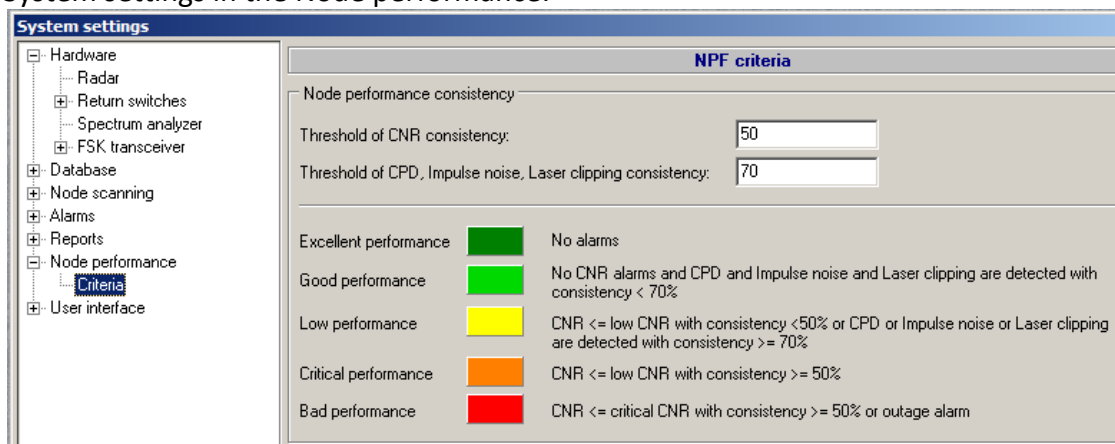 System settings in the Node performance.
System settings
Hardware
Radar
Return switches
Spectrum analyzer
FSK transceiver
Database
Node scanning
Alarms
Reports
Node performance
Criteria
User interface
NPF criteria
Node performance consistency
Threshold of CNR consistency: 50
Threshold of CPD, Impulse noise, Laser clipping consistency: 70
Excellent performance No alarms
Good performance No CNR alarms and CPD and Impulse noise and Laser clipping are detected with
consistency < 70%
Low performance CNR <= low CNR with consistency <50% or CPD or Impulse noise or Laser clipping
are detected with consistency >= 70%
Critical performance CNR <= low CNR with consistency >= 50%
Bad performance CNR <= critical CNR with consistency >= 50% or outage alarm